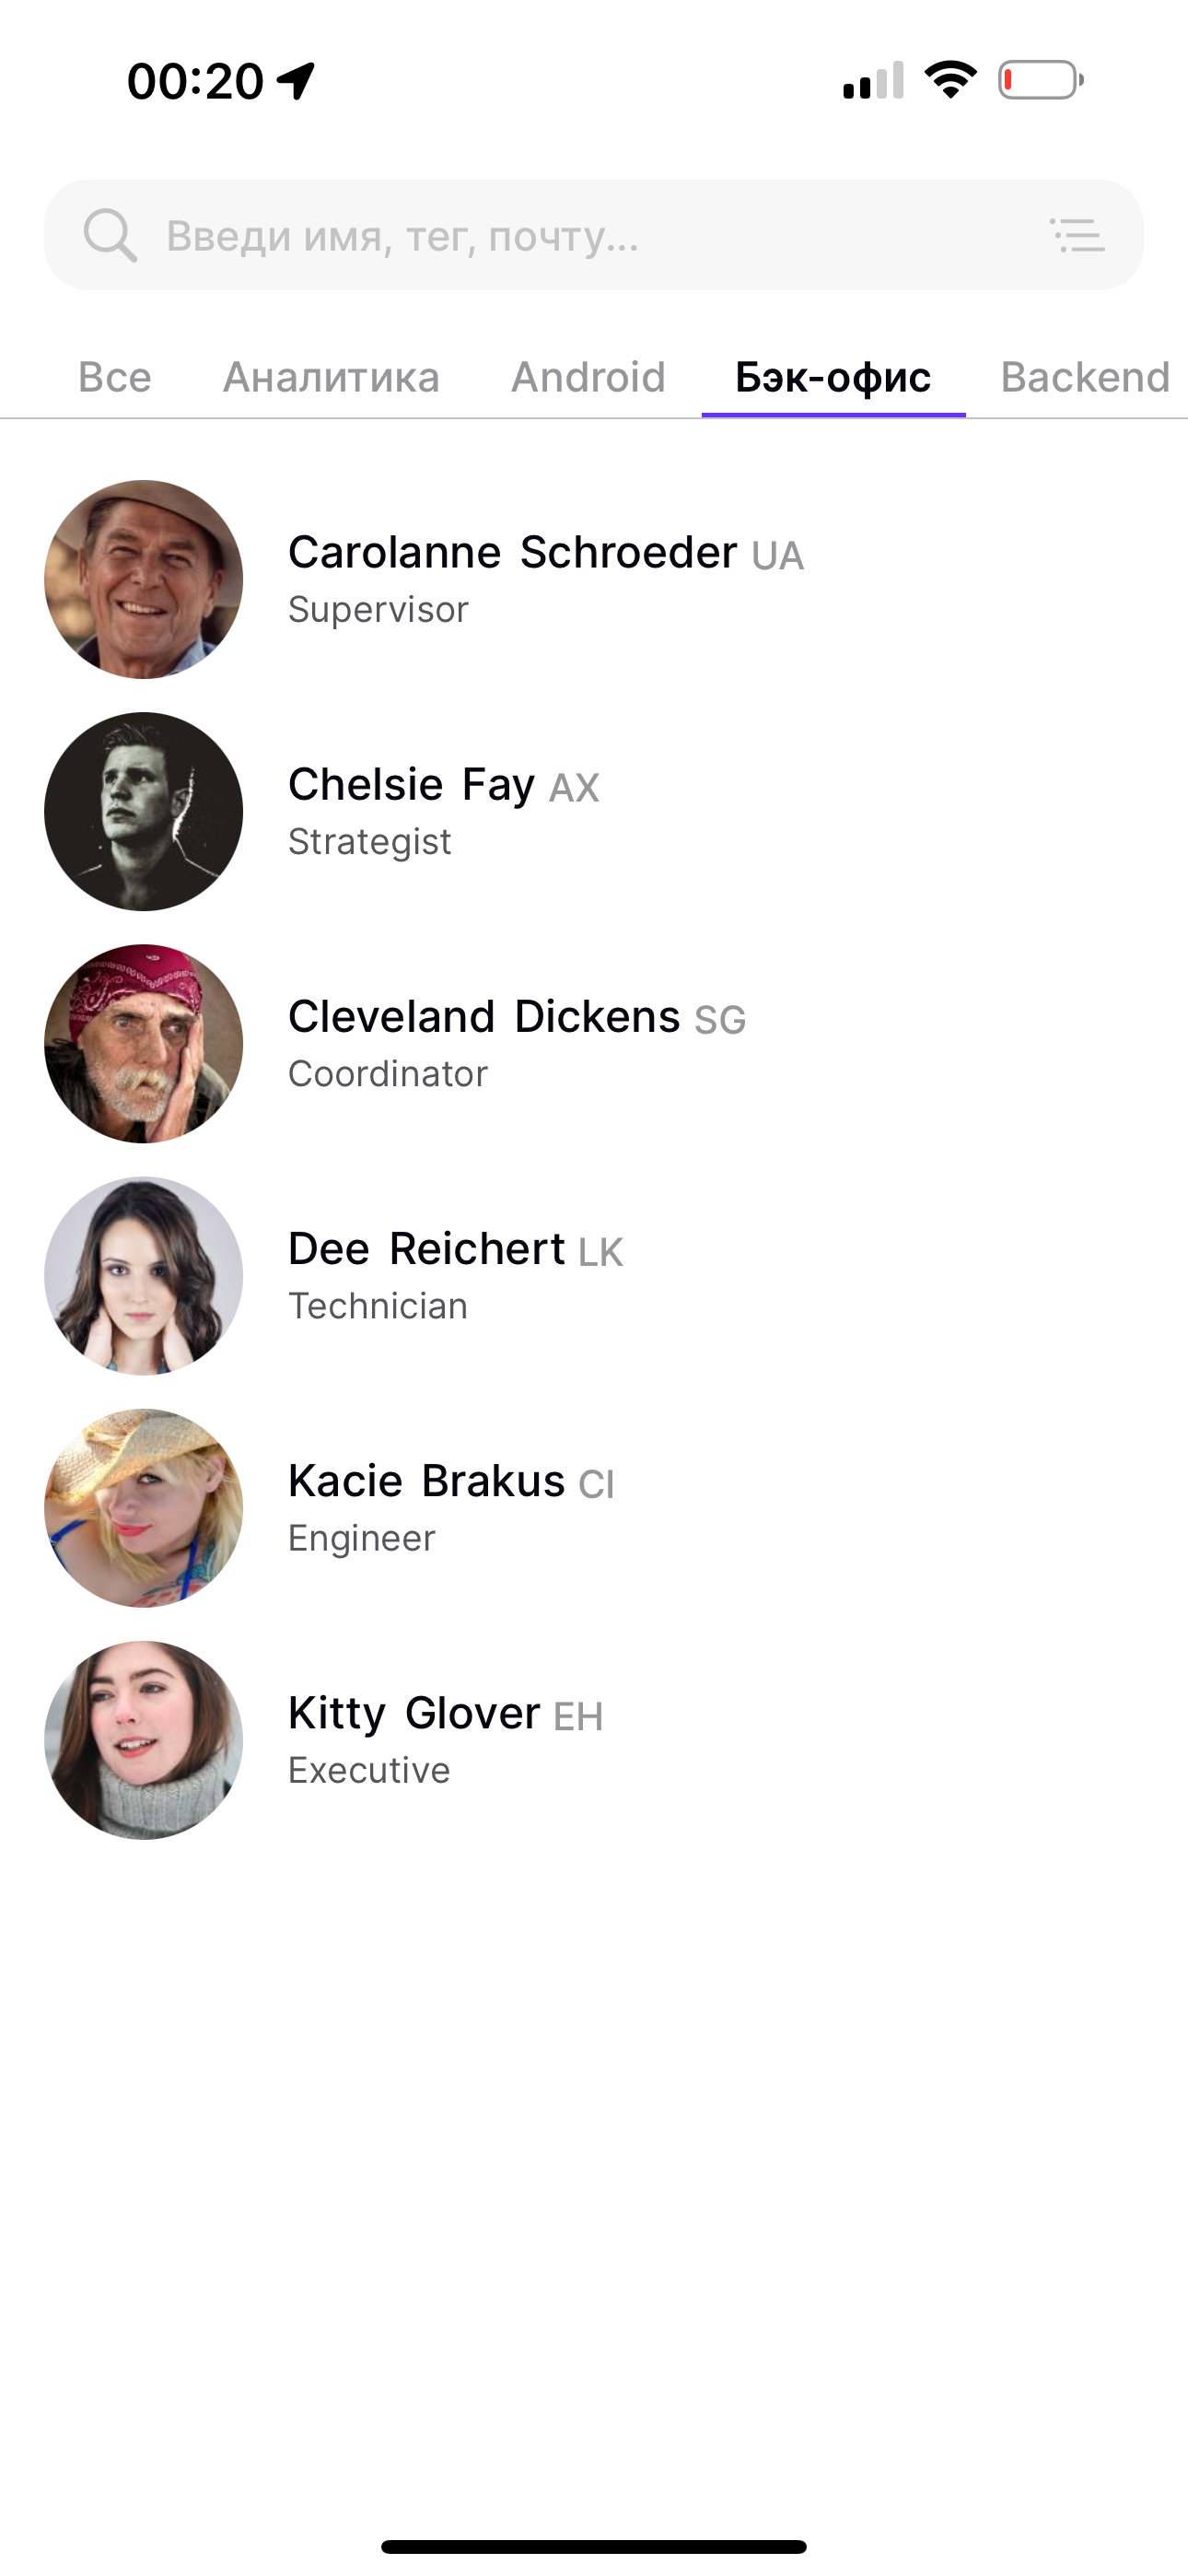 00:20
Введи имя, тег, почту...
Все Аналитика Android Бэк-офис Backend
Carolanne Schroeder UA
Supervisor
Chelsie Fay AX
Strategist
Cleveland Dickens SG
Coordinator
Dee Reichert LK
Technician
Kacie Brakus CI
Engineer
Kitty Glover EH
Executive